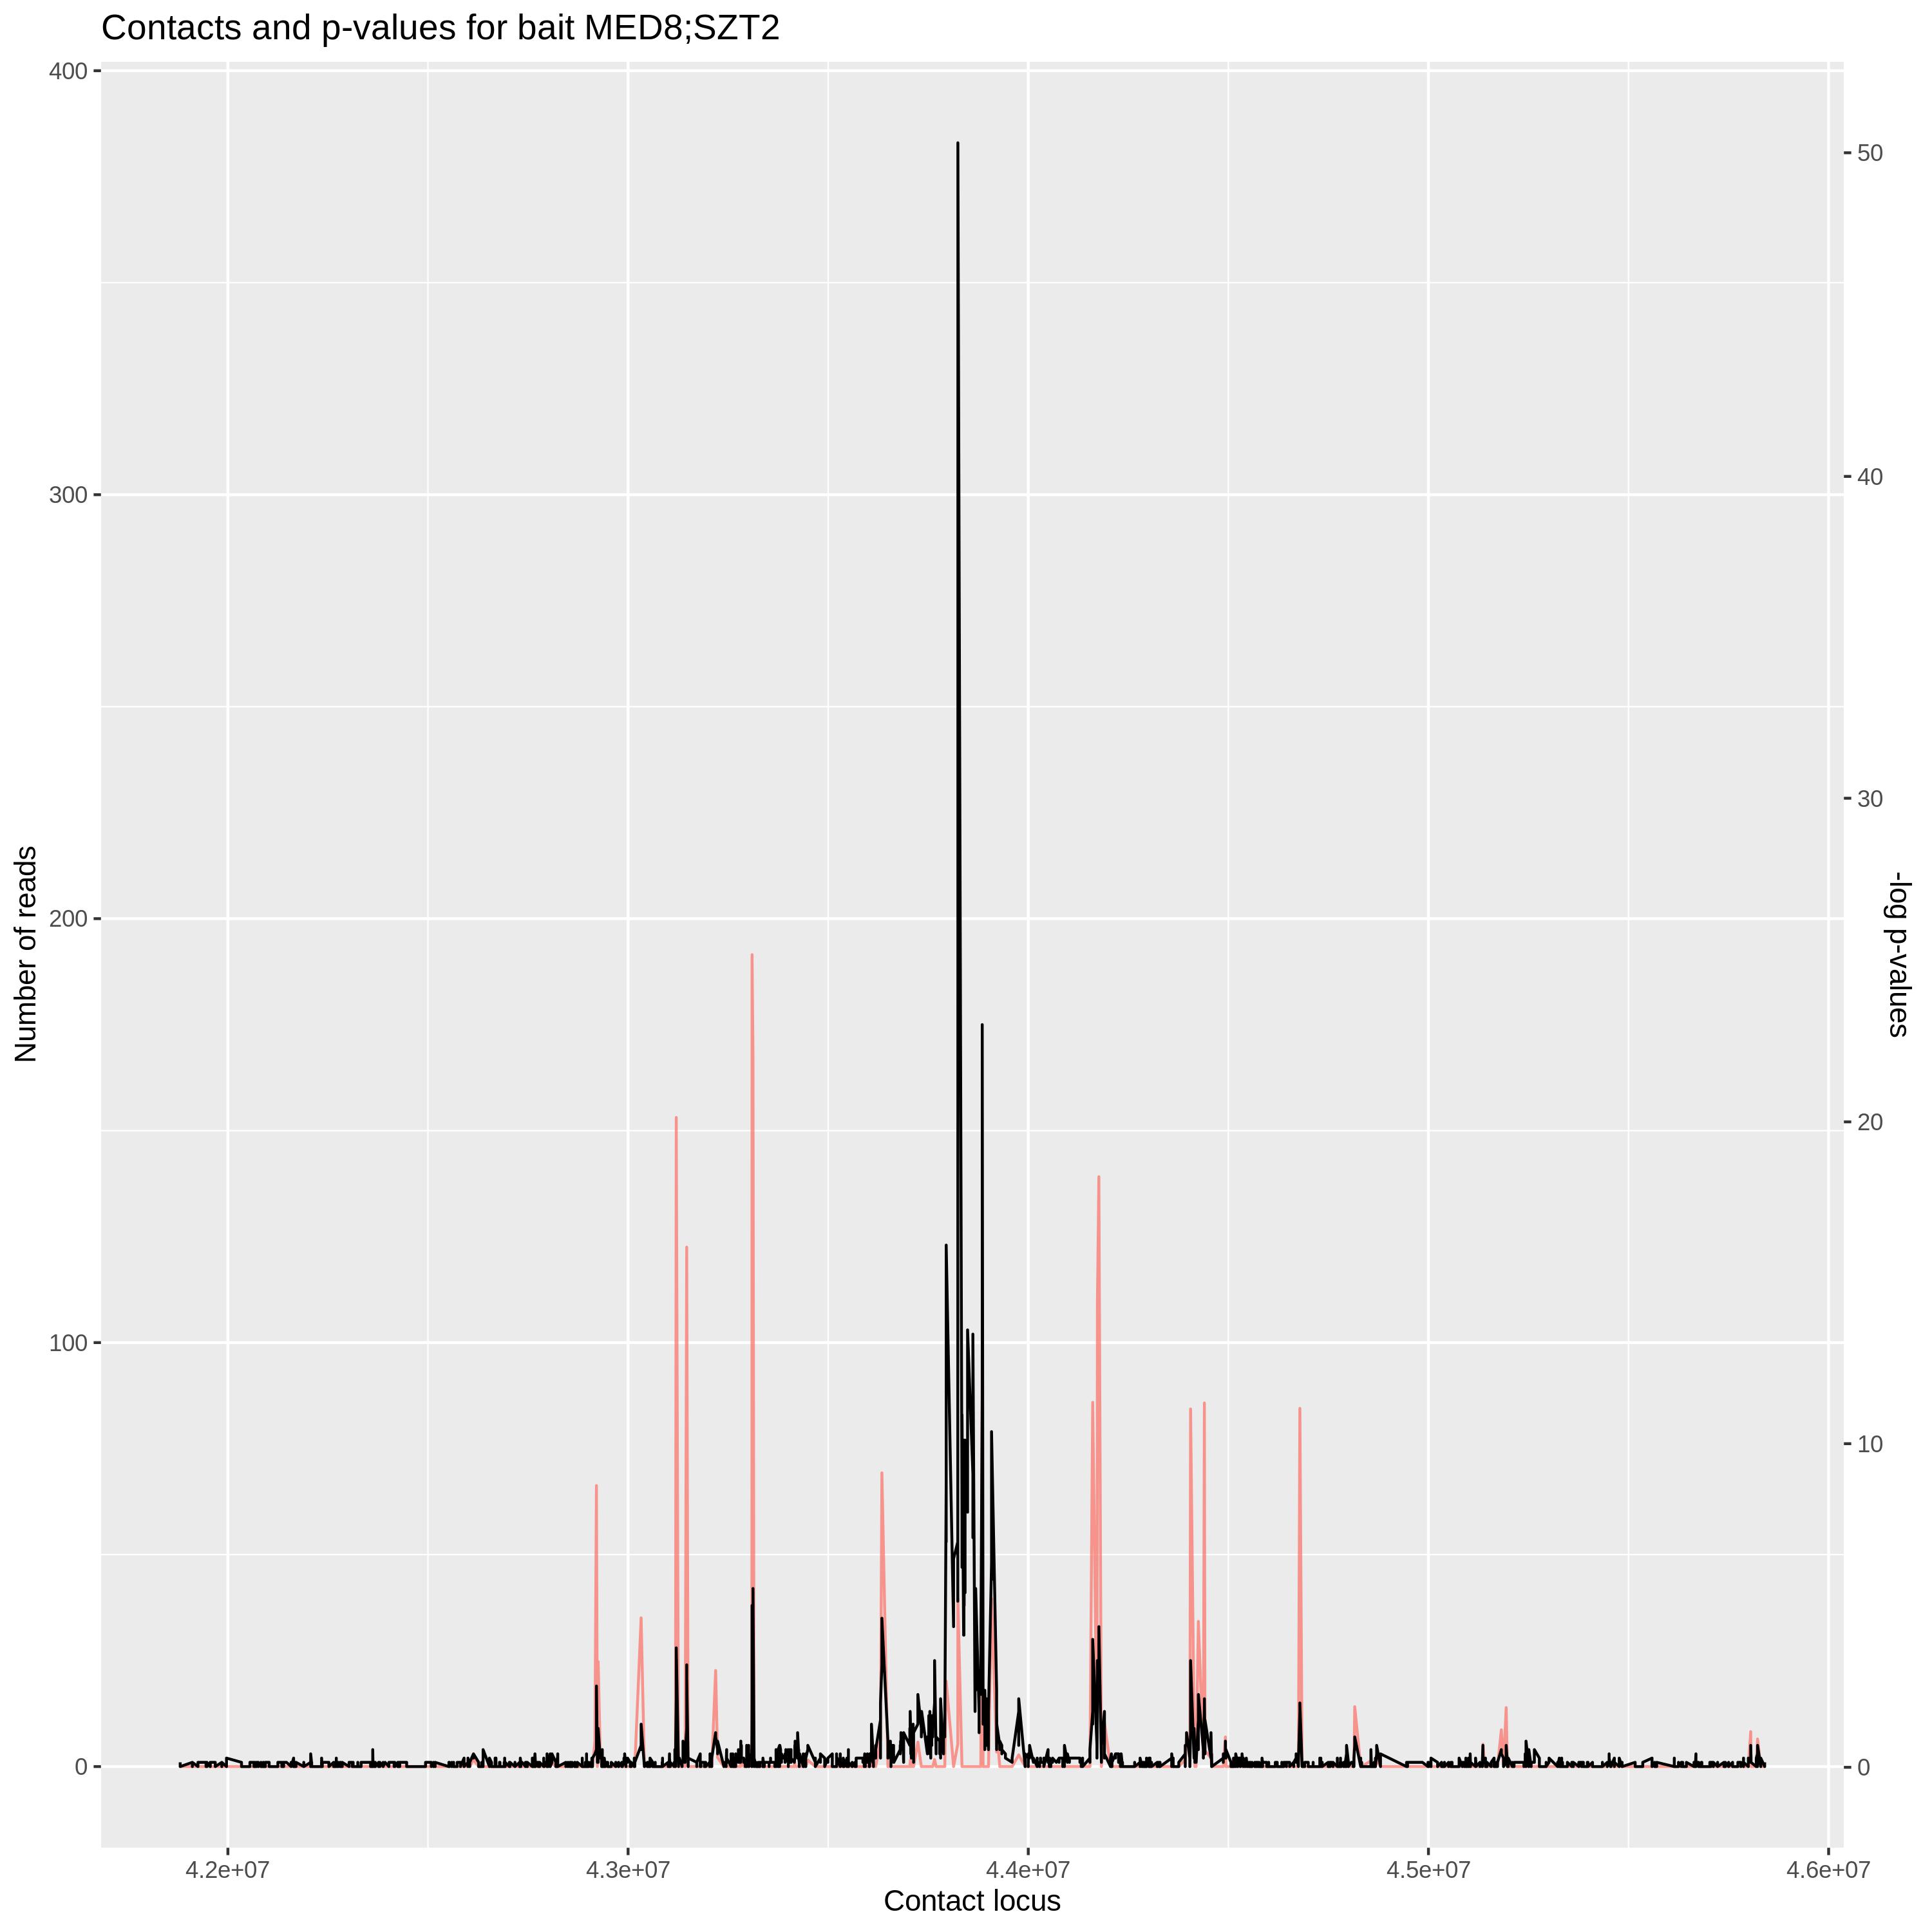 Contacts and p-values for bait MED8;SZT2
400
300
200
100
0
Number of reads
50
40
30
20
10
0
-log p-values
4.2e+07
4.3e+07
4.4e+07
4.5e+07
4.6e+07
Contact locus